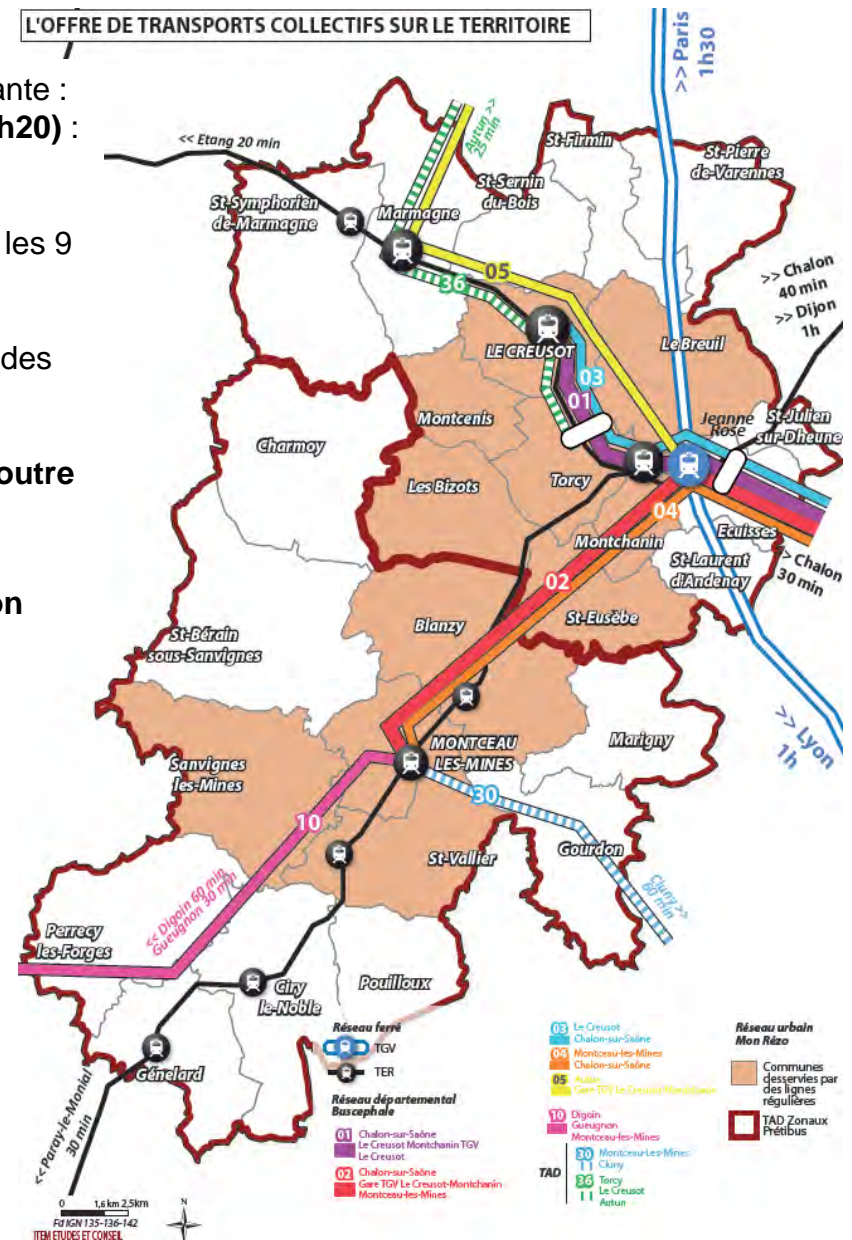 L'OFFRE DE TRANSPORTS COLLECTIFS SUR LE TERRITOIRE
ante :
h20) :
les 9
des
outre
on
>> Paris
1h30
<< Etang 20 min
Autun >>
25 min
St-Firmin
St-Pierre
de-Varennes
St-Sernin
du-Bois
St-Symphorien
de-Marmagne
Marmagne
05
36
>> Chalon
40 min
>> Dijon
1h
LE CREUSOT
Le Breuil
03
01
Montcenis
Jeanne
Rose
St-Julien
sur-Dheune
Charmoy
Les Bizots
Torcy
04
Ecuisses
Montchanin
St-Laurent
d'Andenay
> Chalon
30 min
02
Blanzy
St-Eusèbe
St-Bérain
sous-Sanvignes
>> Lyon
1h
MONTCEAU
LES-MINES
Marigny
Sanvignes
les-Mines
30
10
St-Vallier
Gourdon
Cluny >>
60 min
<< Digoin 60 min
Gueugnon 30 min
Perrecy
les-Forges
Ciry
le-Noble
Pouilloux
Génelard
<< Paray-le-Monial
30 min
Réseau ferré
TGV
TER
Réseau départemental
Buscephale
01 Chalon-sur-Saône
Le Creusot Montchanin TGV
Le Creusot
02 Chalon-sur-Saône
Gare TGV Le Creusot-Montchanin
Montceau-les-Mines
03 Le Creusot
Chalon-sur-Saône
04 Montceau-les-Mines
Chalon-sur-Saône
05 Autun
Gare TGV Le Creusot-Montchanin
10 Digoin
Gueugnon
Montceau-les-Mines
TAD
30 Montceau-Les-Mines
Cluny
36 Torcy
Le Creusot
Autun
Réseau urbain
Mon Rézo
Communes
desservies par
des lignes
régulières
TAD Zonaux
Prétibus
0 1,6 km 2,5km
Fd IGN 135-136-142
ITEM ETUDES ET CONSEIL
N